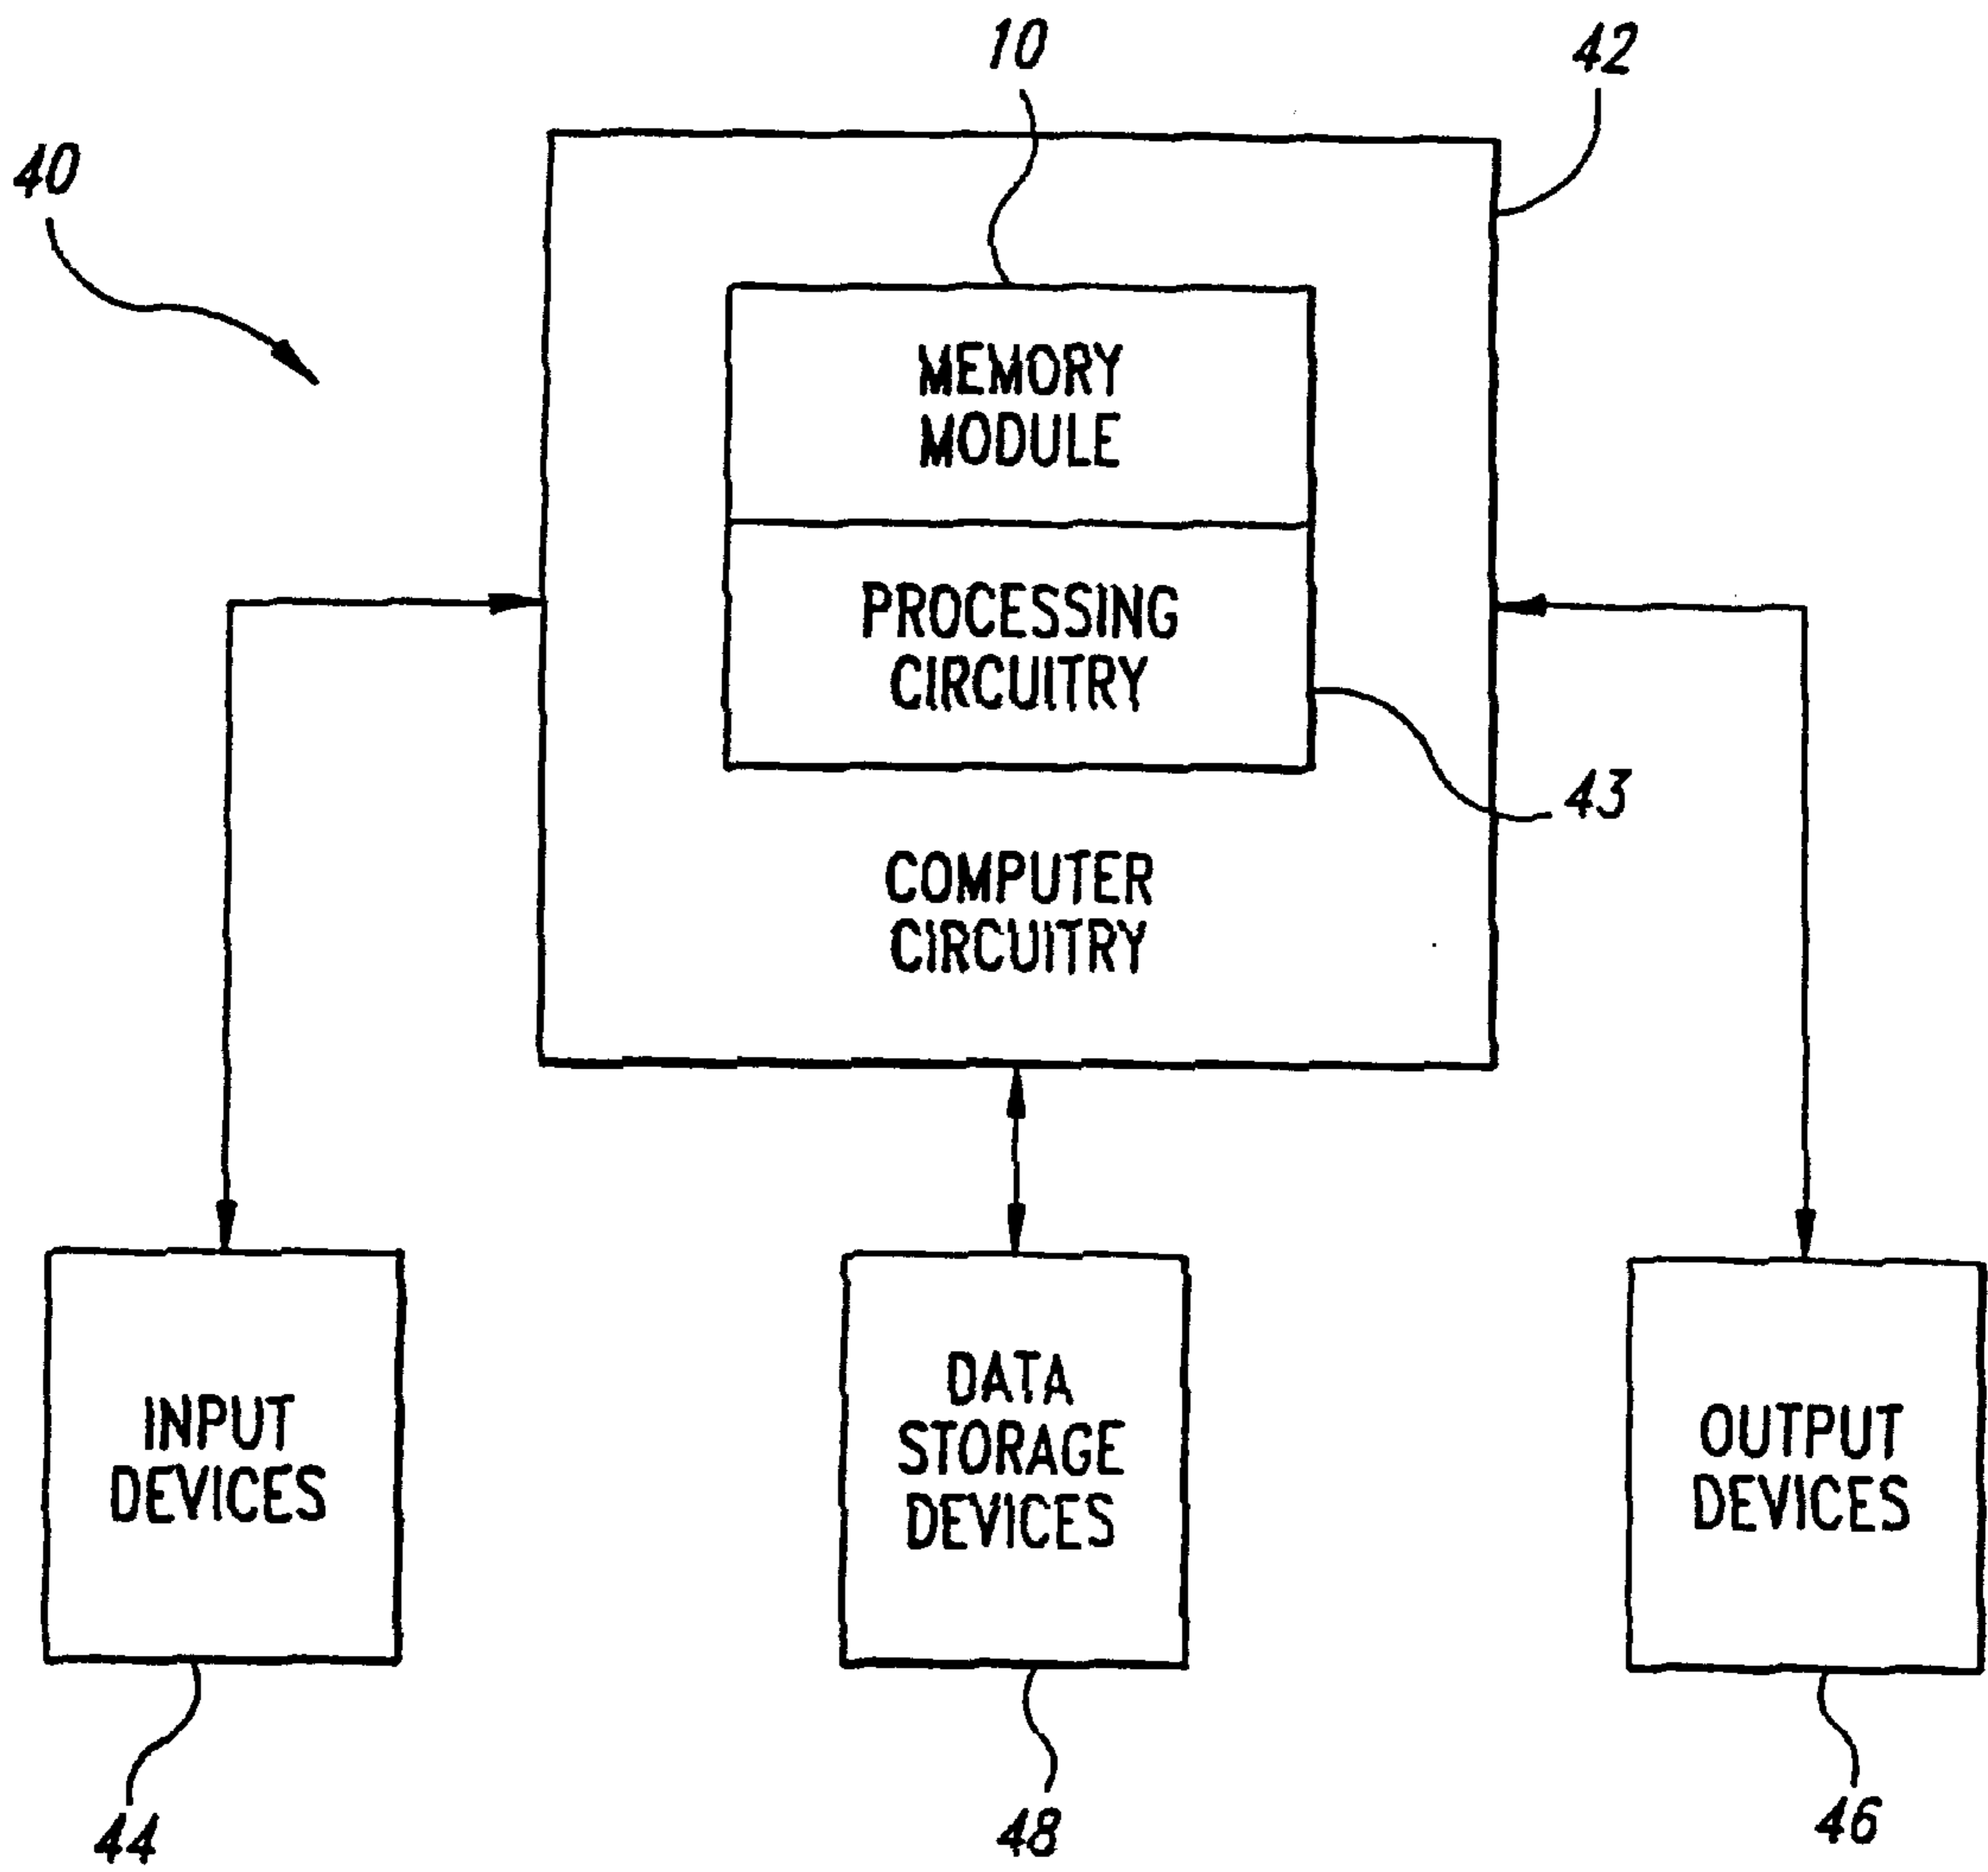 10
42
40
MEMORY
MODULE
PROCESSING
CIRCUITRY
43
COMPUTER
CIRCUITRY
INPUT
DEVICES
DATA
STORAGE
DEVICES
OUTPUT
DEVICES
44
48
46